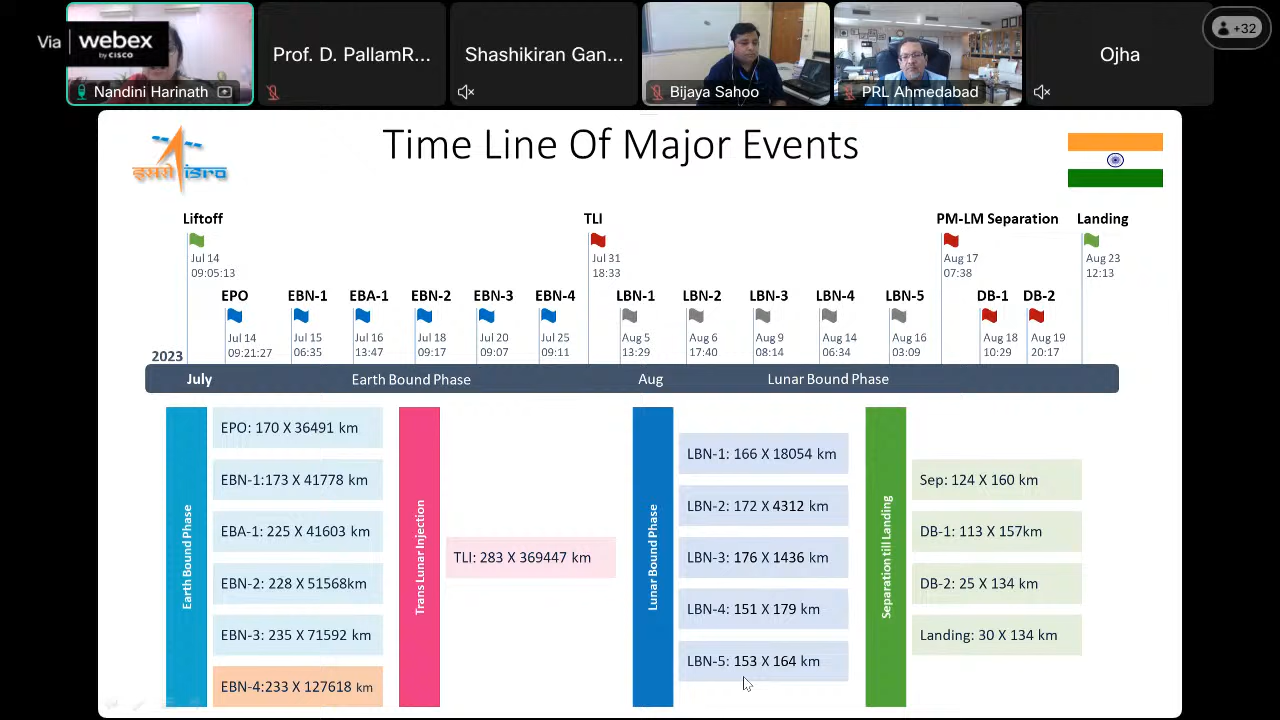 Via webex
by CISCO
Nandini Harinath
Prof. D. PallamR...
Shashikiran Gan...
Bijaya Sahoo
PRL Ahmedabad
Ojha
+32
Time Line Of Major Events
इसरो isro
Liftoff
Jul 14
09:05:13
TLI
Jul 31
18:33
PM-LM Separation
Aug 17
07:38
Landing
Aug 23
12:13
EPO
Jul 14
09:21:27
EBN-1
Jul 15
06:35
EBA-1
Jul 16
13:47
EBN-2
Jul 18
09:17
EBN-3
Jul 20
09:07
EBN-4
Jul 25
09:11
LBN-1
Aug 5
13:29
LBN-2
Aug 6
17:40
LBN-3
Aug 9
08:14
LBN-4
Aug 14
06:34
LBN-5
Aug 16
03:09
DB-1
Aug 18
10:29
DB-2
Aug 19
20:17
2023
July Earth Bound Phase Aug Lunar Bound Phase
Earth Bound Phase
EPO: 170 X 36491 km
EBN-1:173 X 41778 km
EBA-1: 225 X 41603 km
EBN-2: 228 X 51568km
EBN-3: 235 X 71592 km
EBN-4:233 X 127618 km
Trans Lunar Injection
TLI: 283 X 369447 km
Lunar Bound Phase
LBN-1: 166 X 18054 km
LBN-2: 172 X 4312 km
LBN-3: 176 X 1436 km
LBN-4: 151 X 179 km
LBN-5: 153 X 164 km
Separation till Landing
Sep: 124 X 160 km
DB-1: 113 X 157km
DB-2: 25 X 134 km
Landing: 30 X 134 km